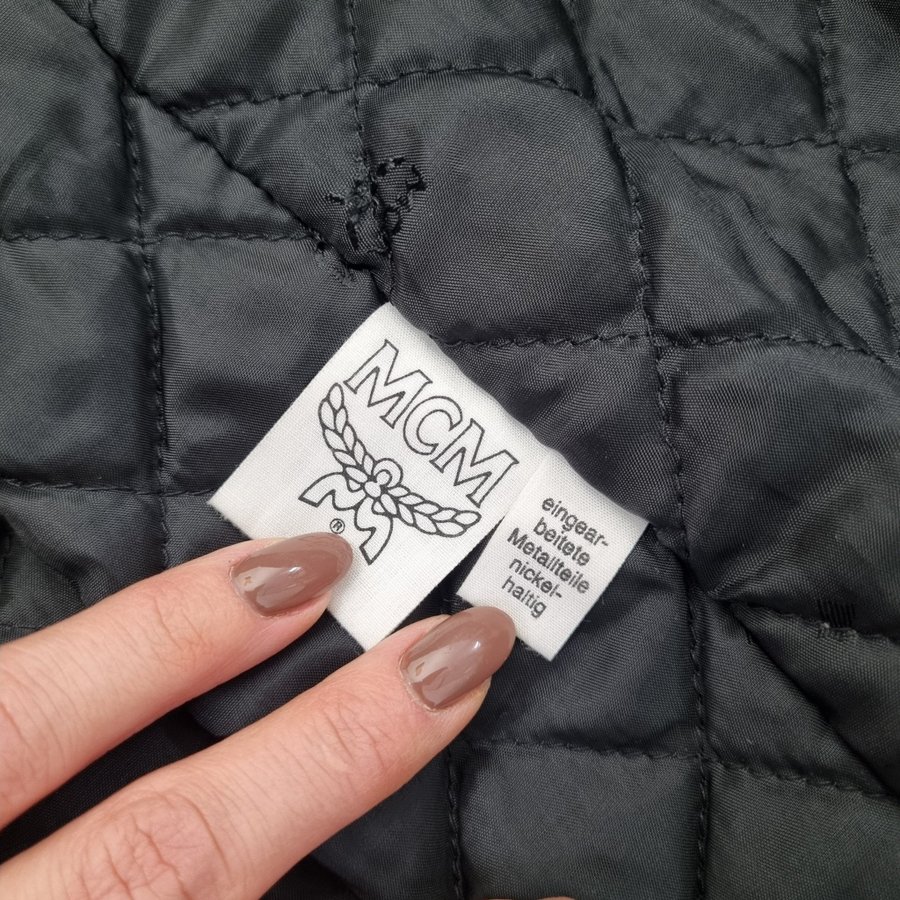 MCM
®
eingear-
beitete
Metallteile
nickel-
haltig